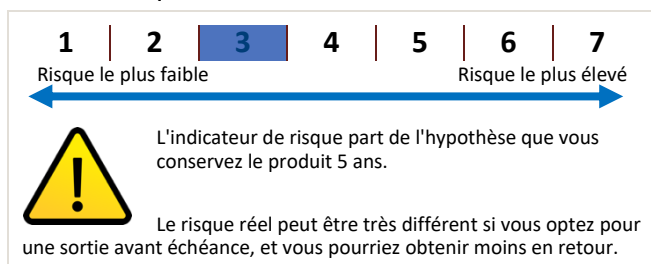 1 2 3 4 5 6 7
Risque le plus faible Risque le plus élevé
L'indicateur de risque part de l'hypothèse que vous
conservez le produit 5 ans.
Le risque réel peut être très différent si vous optez pour
une sortie avant échéance, et vous pourriez obtenir moins en retour.